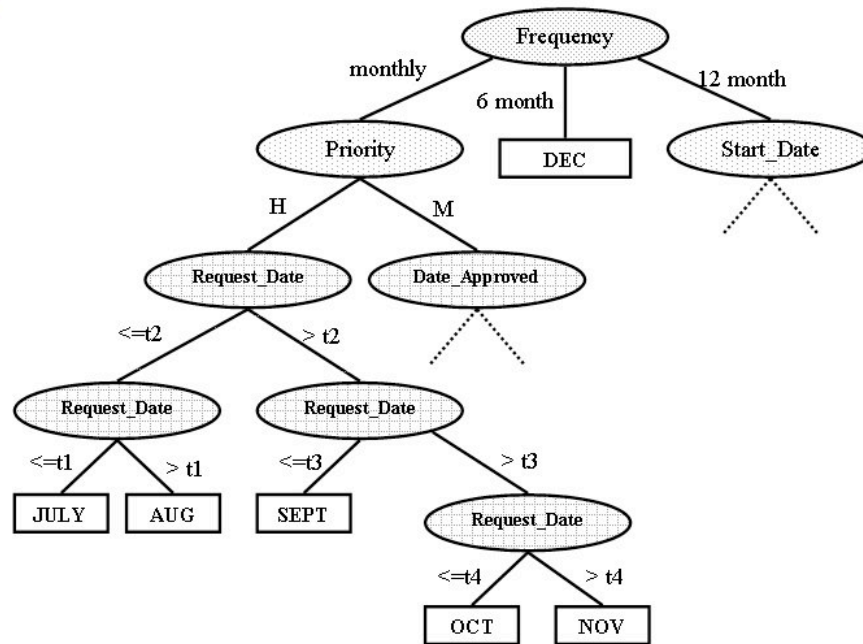 Frequency
monthly
6 month
12 month
Priority
DEC
Start_Date
H
M
Request_Date
Date_Approved
<=t2
> t2
Request_Date
Request_Date
<=t1
> t1
<=t3
> t3
JULY
AUG
SEPT
Request_Date
<=t4
> t4
OCT
NOV